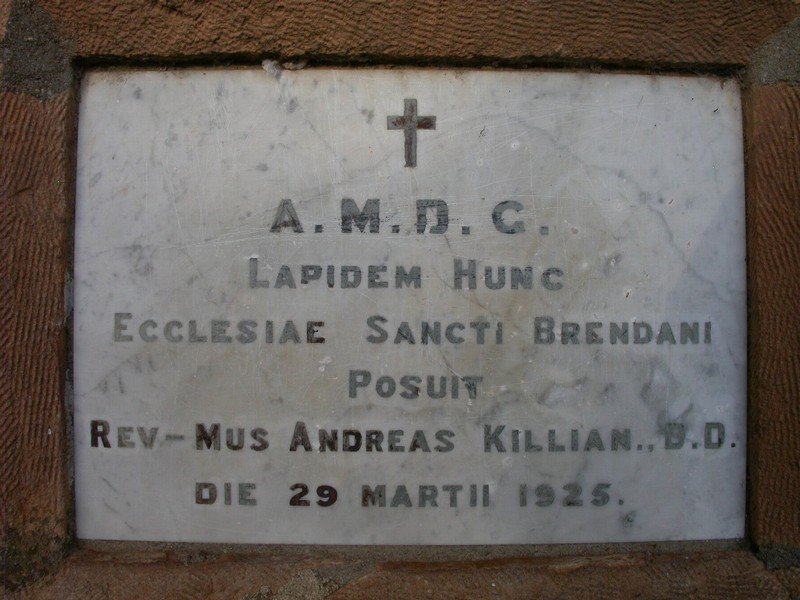 A.M.D.G.
LAPIDEM HUNC
ECCLESIAE SANCTI BRENDANI
POSUIT
REV-MUS ANDREAS KILLIAN., D.D.
DIE 29 MARTII 1925.